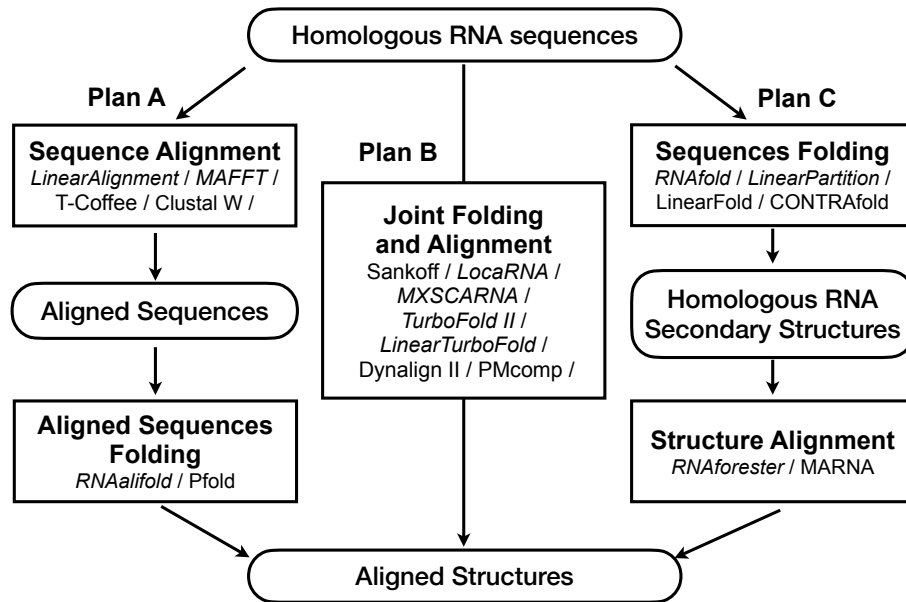 Homologous RNA sequences
Plan A
Sequence Alignment
LinearAlignment / MAFFT /
T-Coffee / Clustal W /
Aligned Sequences
Aligned Sequences
Folding
RNAalifold / Pfold
Plan B
Joint Folding
and Alignment
Sankoff / LocaRNA /
MXSCARNA /
TurboFold II /
LinearTurboFold /
Dynalign II / PMcomp /
Plan C
Sequences Folding
RNAfold / LinearPartition /
LinearFold / CONTRAfold
Homologous RNA
Secondary Structures
Structure Alignment
RNAforester / MARNA
Aligned Structures